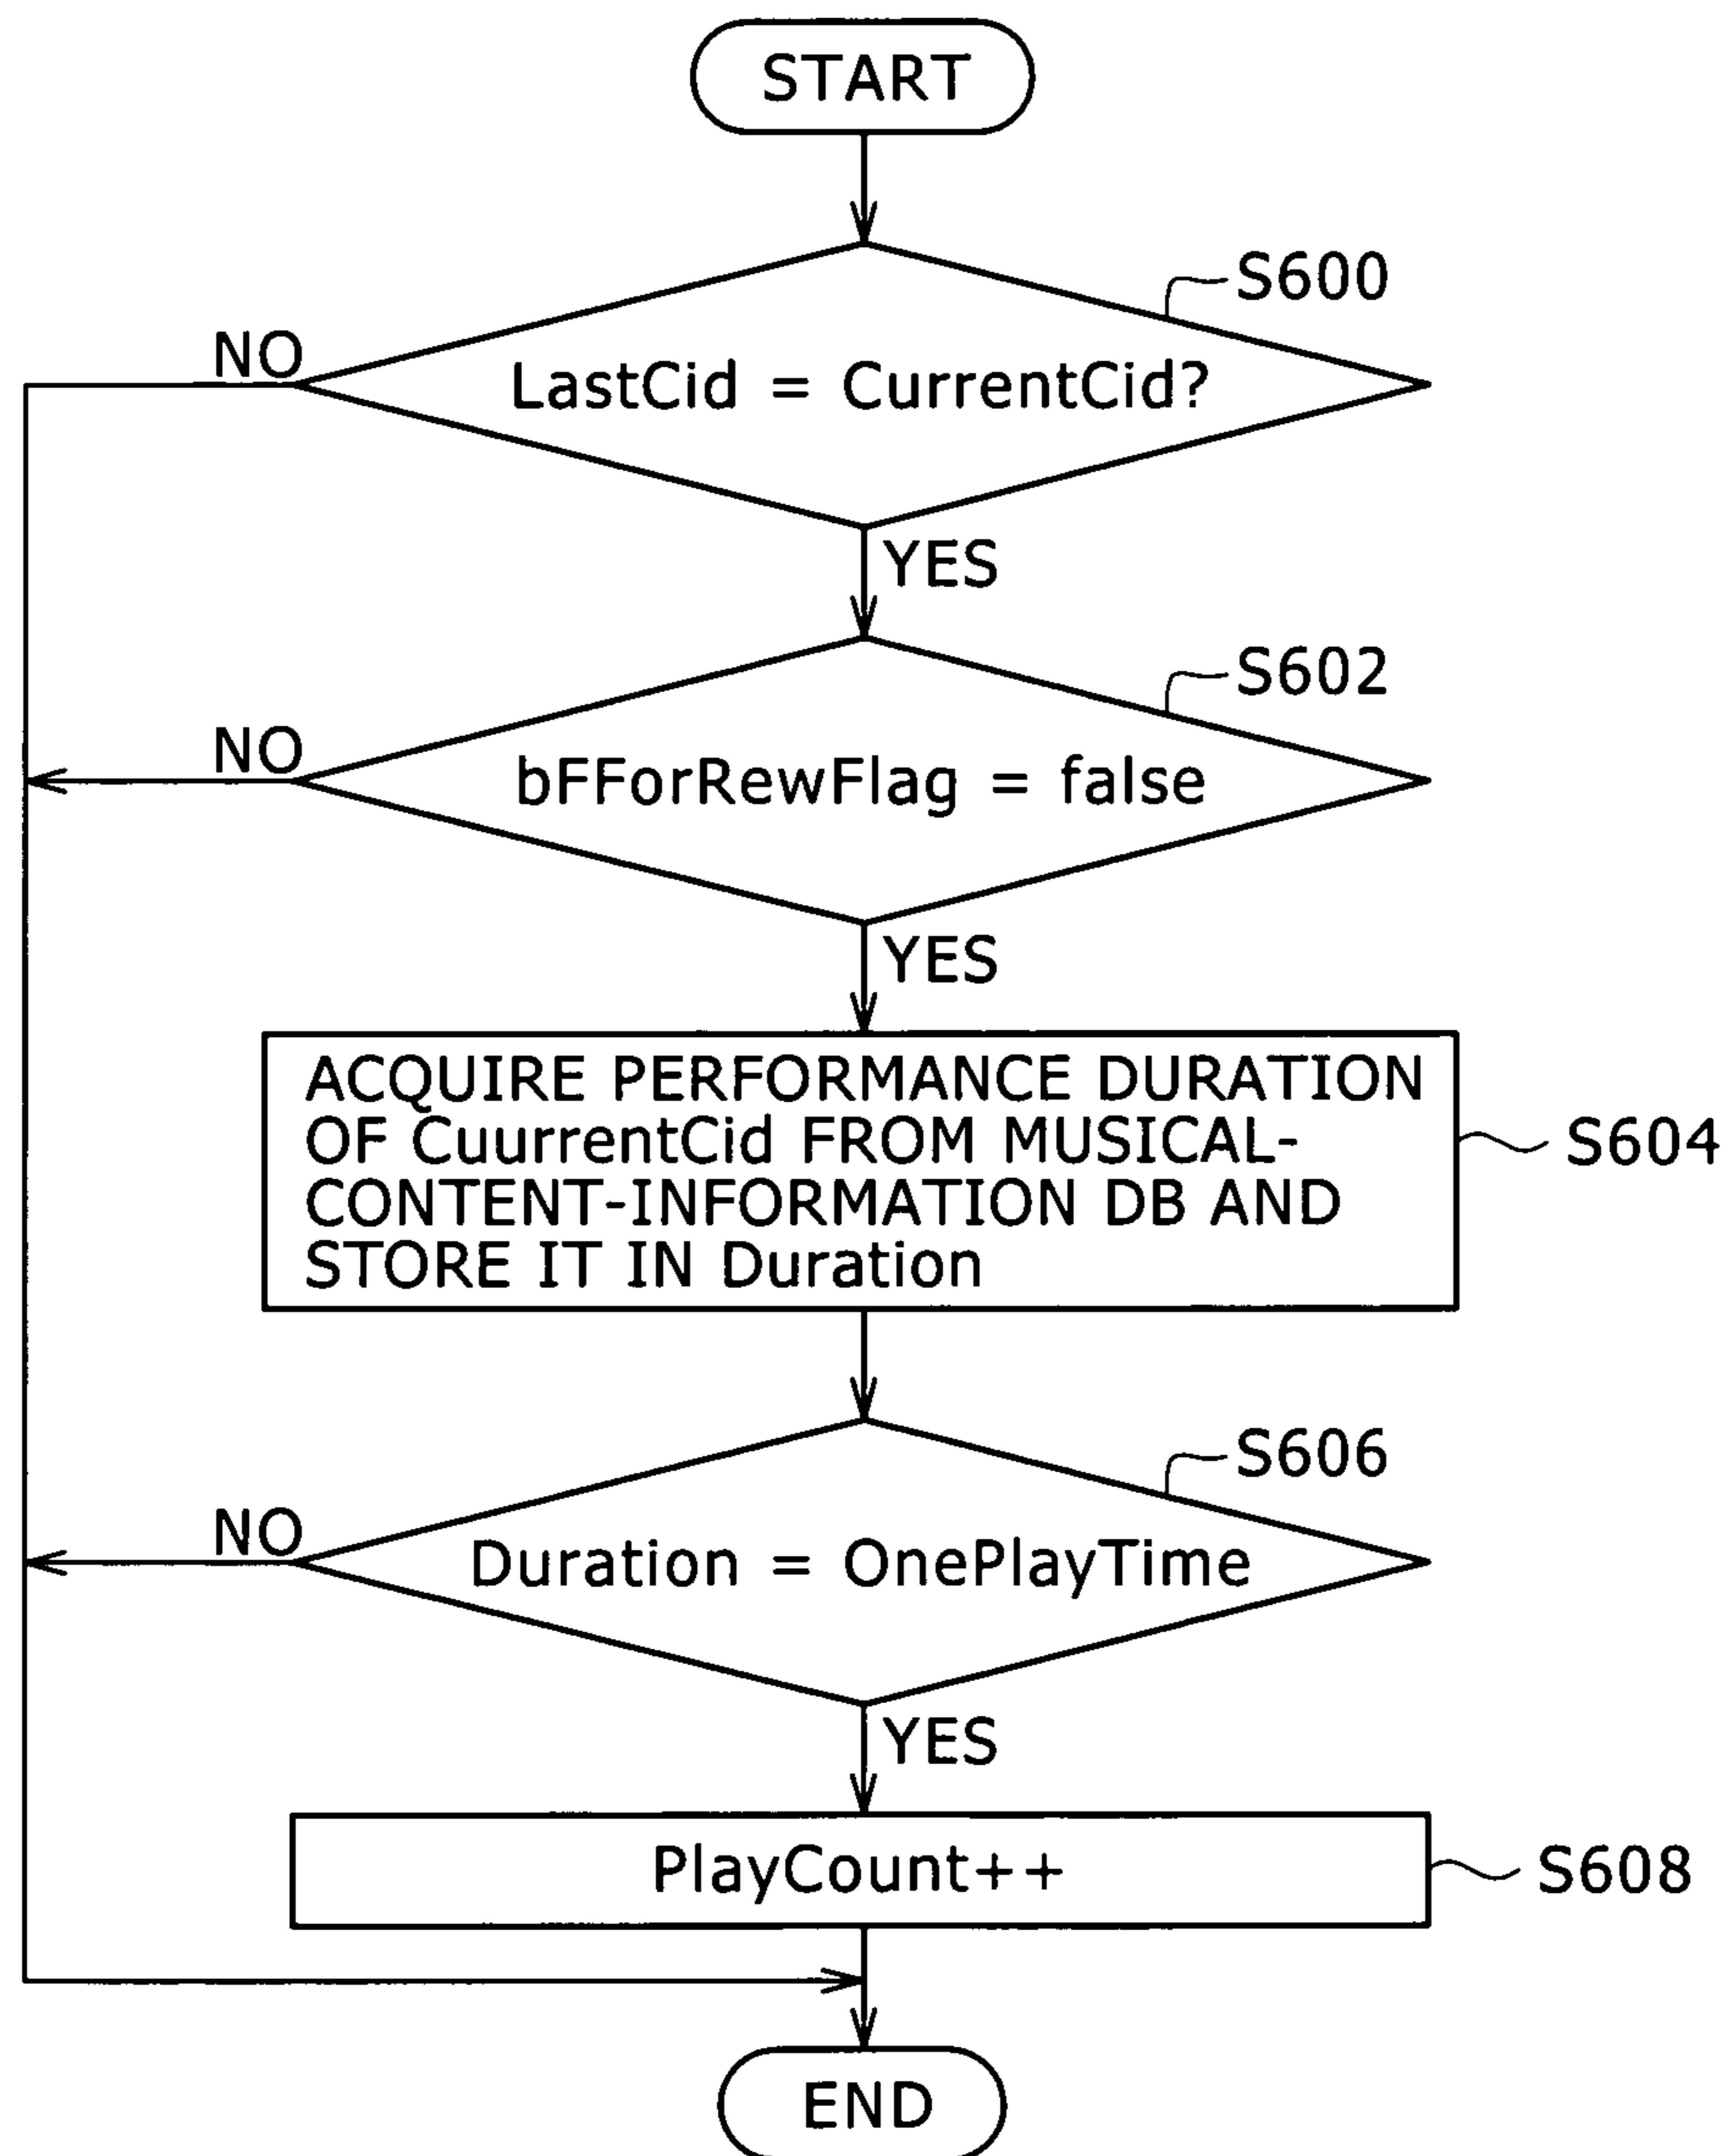 START
S600
NO
LastCid = CurrentCid?
YES
S602
NO
bFForRewFlag = false
YES
ACQUIRE PERFORMANCE DURATION
OF CuurrentCid FROM MUSICAL-
CONTENT-INFORMATION DB AND
STORE IT IN Duration
S604
S606
NO
Duration = OnePlayTime
YES
PlayCount++
S608
END